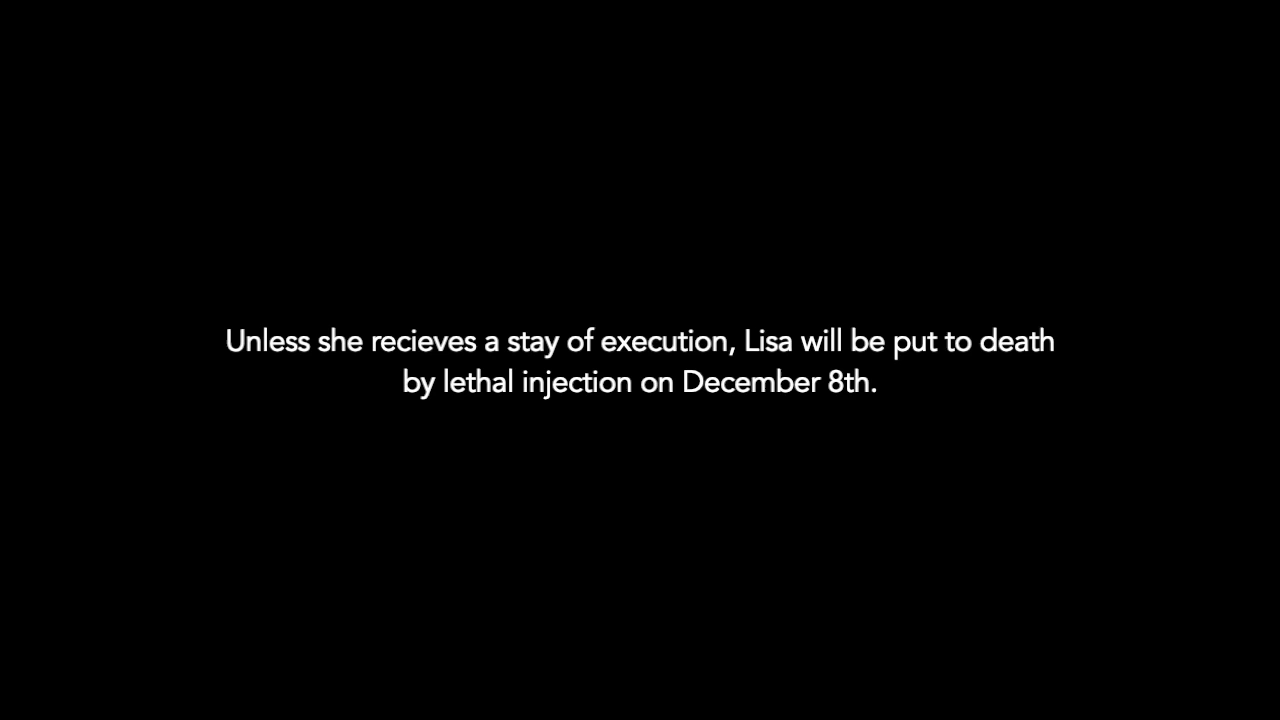 Unless she recieves a stay of execution, Lisa will be put to death
by lethal injection on December 8th.